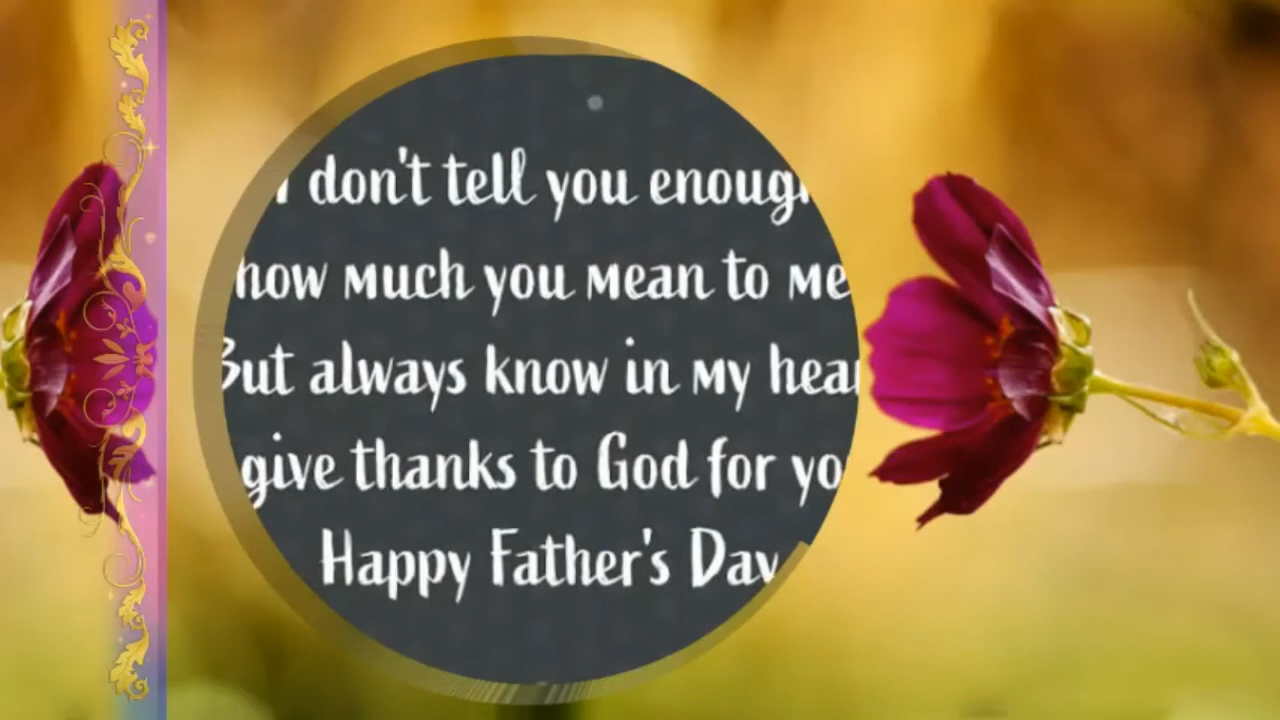 I don't tell you enough
how much you mean to me
But always know in my hear
give thanks to God for yo
Happy Father's Day